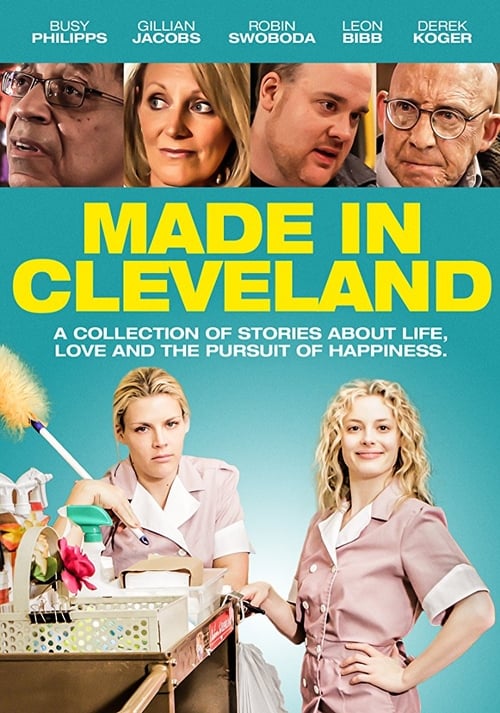 BUSY GILLIAN ROBIN LEON DEREK
PHILIPPS JACOBS SWOBODA BIBB KOGER
MADE IN
CLEVELAND
A COLLECTION OF STORIES ABOUT LIFE,
LOVE AND THE PURSUIT OF HAPPINESS.